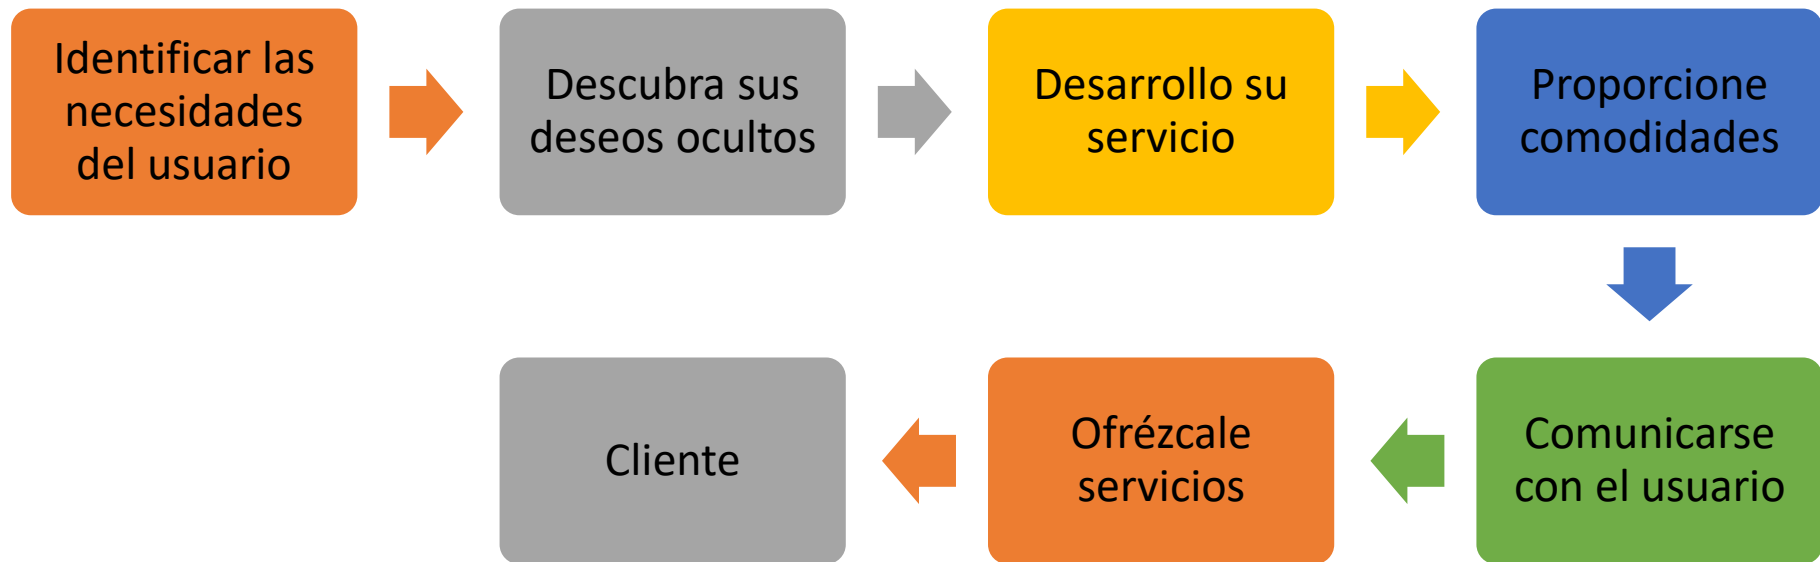 Identificar las
necesidades
del usuario
Descubra sus
deseos ocultos
Desarrollo su
servicio
Proporcione
comodidades
Comunicarse
con el usuario
Ofrézcale
servicios
Cliente